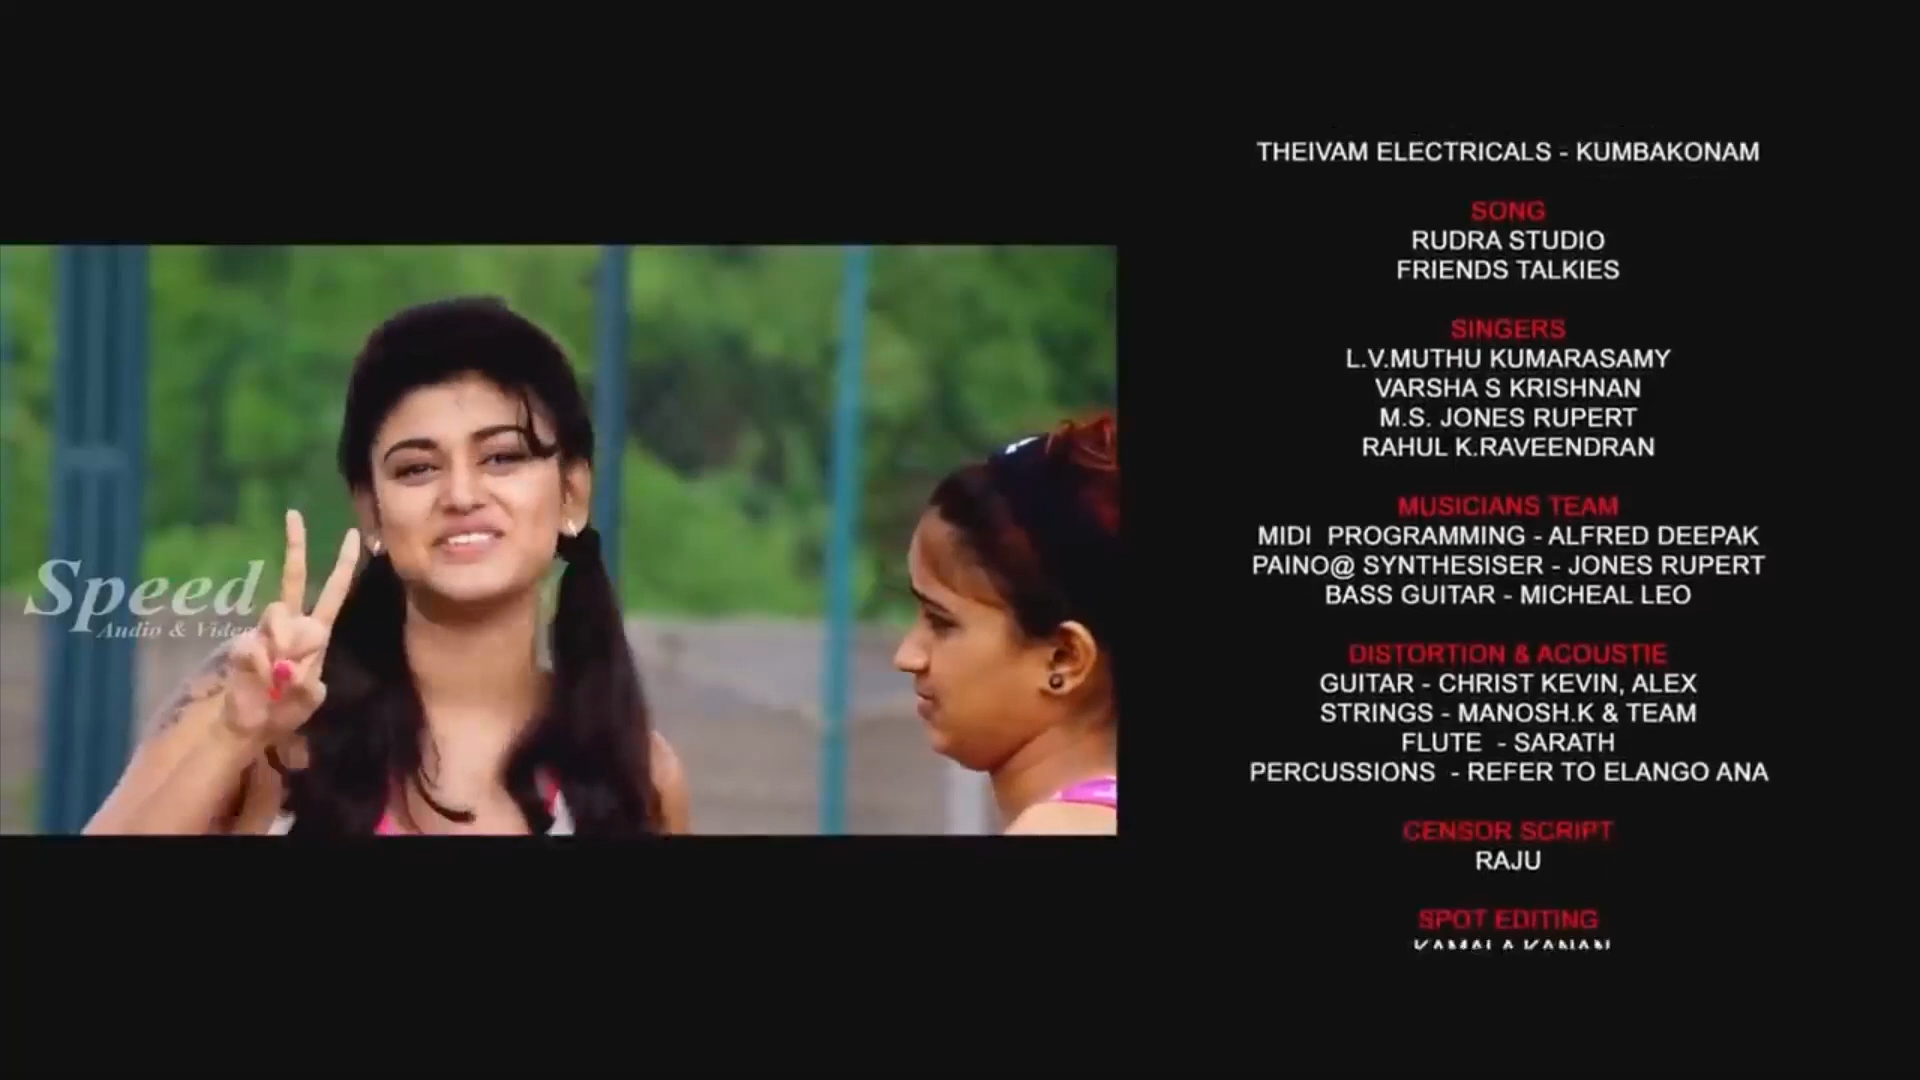 THEIVAM ELECTRICALS - KUMBAKONAM
SONG
RUDRA STUDIO
FRIENDS TALKIES
SINGERS
L.V.MUTHU KUMARASAMY
VARSHA S KRISHNAN
M.S. JONES RUPERT
RAHUL K.RAVEENDRAN
MUSICIANS TEAM
MIDI PROGRAMMING - ALFRED DEEPAK
PAINO@ SYNTHESISER - JONES RUPERT
BASS GUITAR - MICHEAL LEO
DISTORTION & ACOUSTIE
GUITAR - CHRIST KEVIN, ALEX
STRINGS - MANOSH.K & TEAM
FLUTE - SARATH
PERCUSSIONS - REFER TO ELANGO ANA
CENSOR SCRIPT
RAJU
SPOT EDITING
Speed
Audio & Video